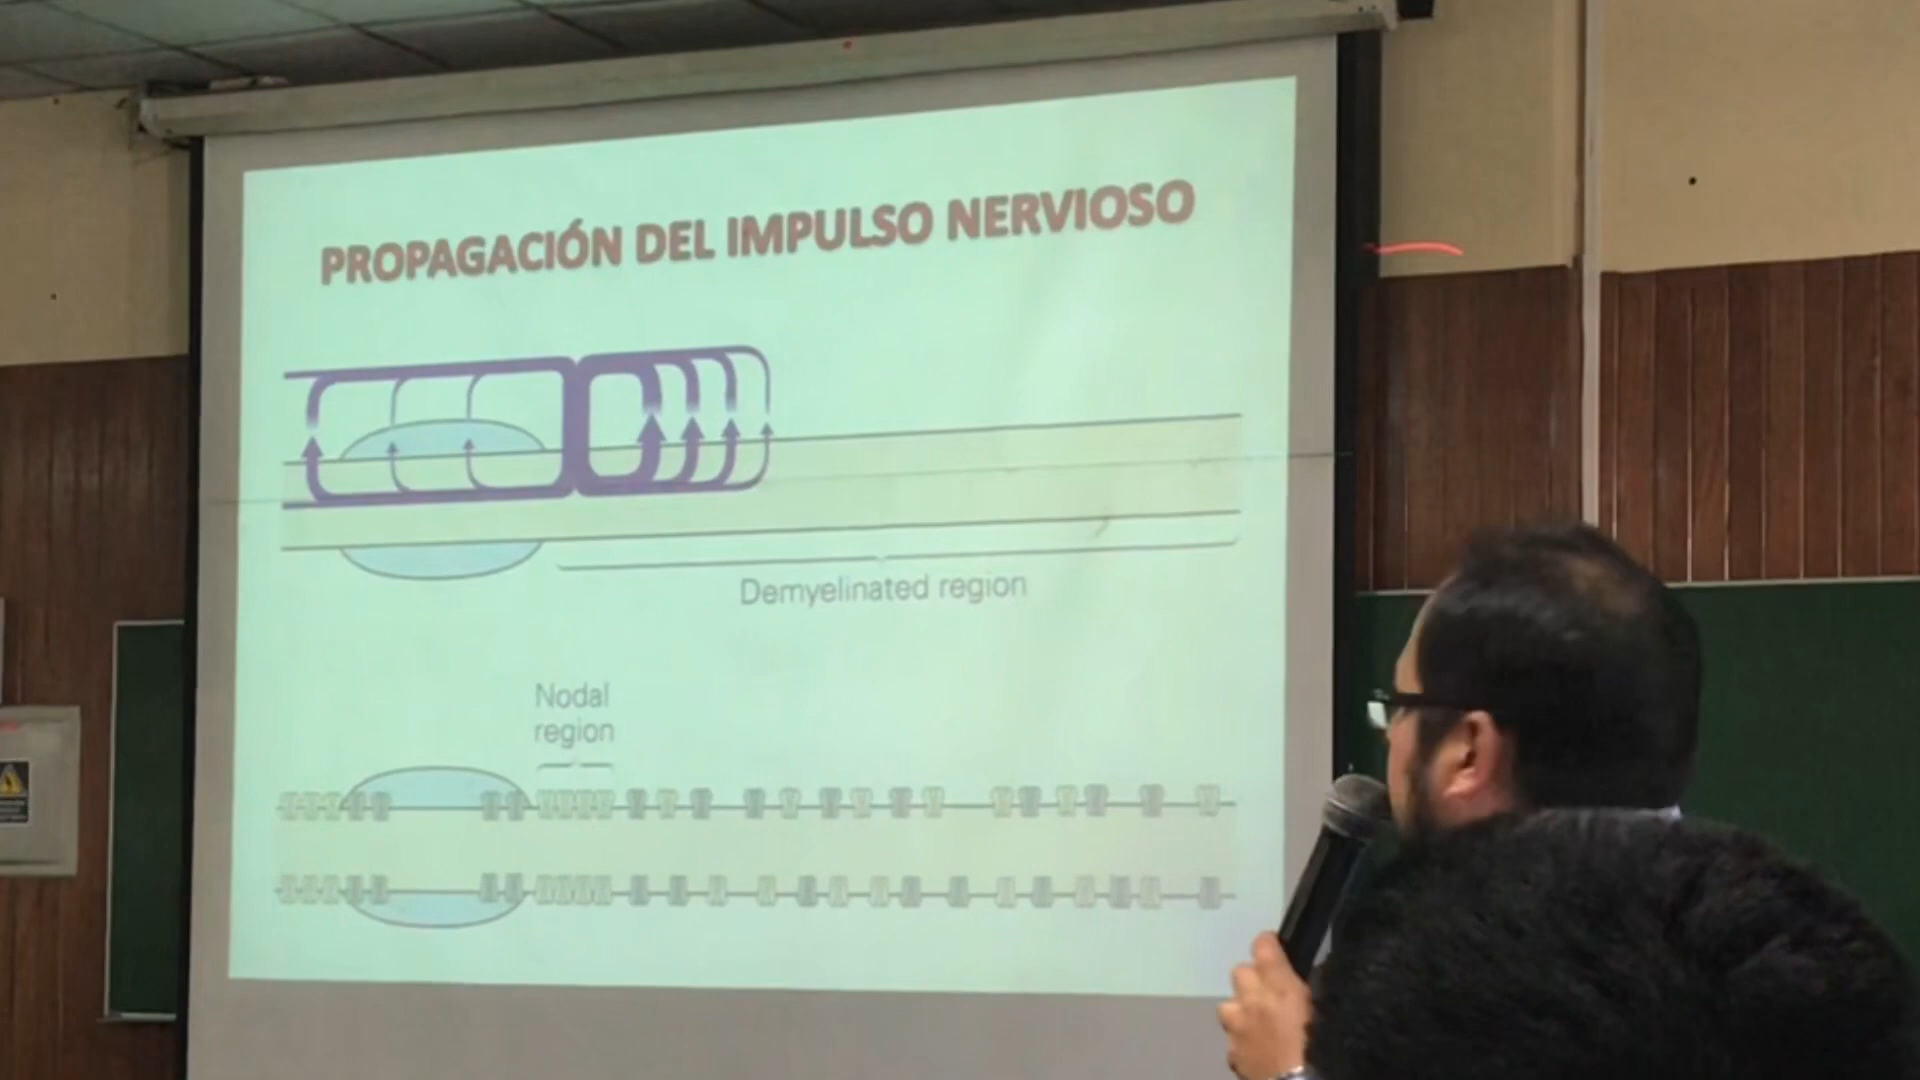 PROPAGACIÓN DEL IMPULSO NERVIOSO
Demyelinated region
Nodal
region